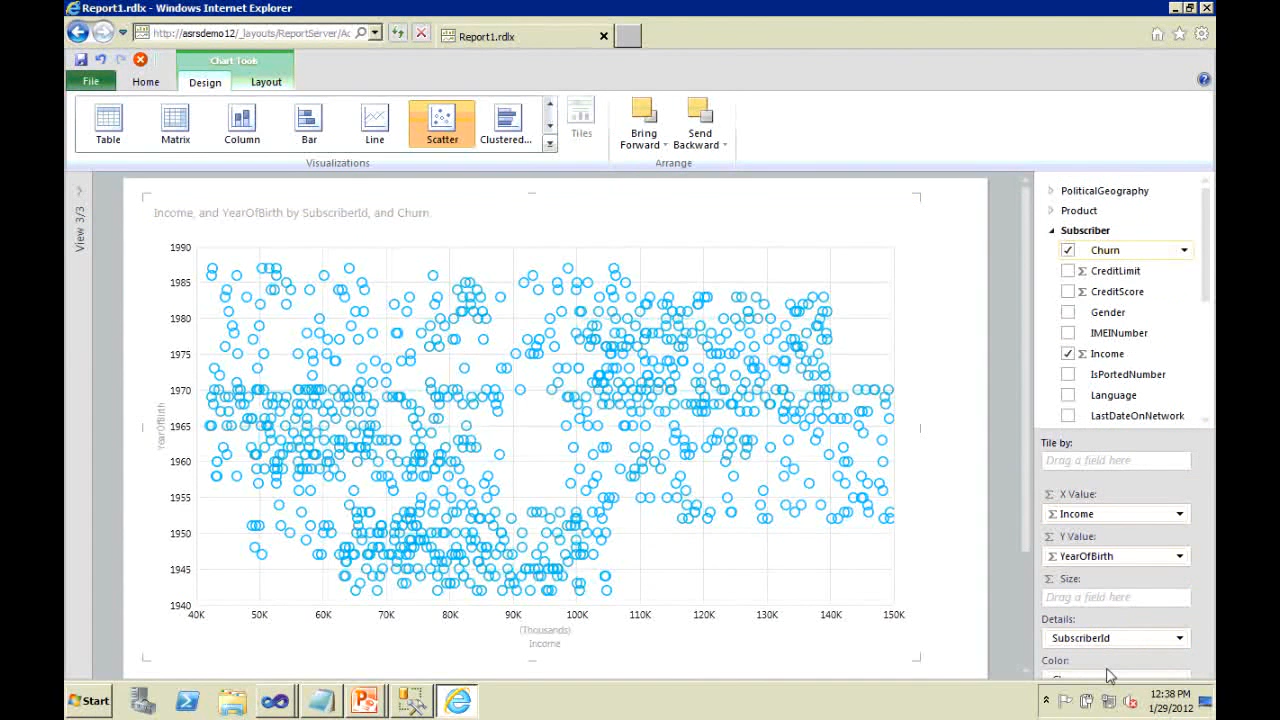 Report1.rdlx - Windows Internet Explorer
http://asrsdemo12/_layouts/ReportServer/Ac
Report1.rdlx
Chart Tools
File Home Design Layout
Table Matrix Column Bar Line Scatter Clustered... Tiles Bring Forward Send Backward
Visualizations Arrange
View 3/3
Income, and YearOfBirth by SubscriberId, and Churn.
1990
1985
1980
1975
1970
1965
1960
1955
1950
1945
1940
YearOfBirth
40K 50K 60K 70K 80K 90K 100K 110K 120K 130K 140K 150K
(Thousands)
Income
PoliticalGeography
Product
Subscriber
Churn
Σ CreditLimit
Σ CreditScore
Gender
IMEINumber
Σ Income
IsPortedNumber
Language
LastDateOnNetwork
Tile by:
Drag a field here
Σ X Value:
Σ Income
Σ Y Value:
Σ YearOfBirth
Σ Size:
Drag a field here
Details:
SubscriberId
Color:
Start
12:38 PM
1/29/2012